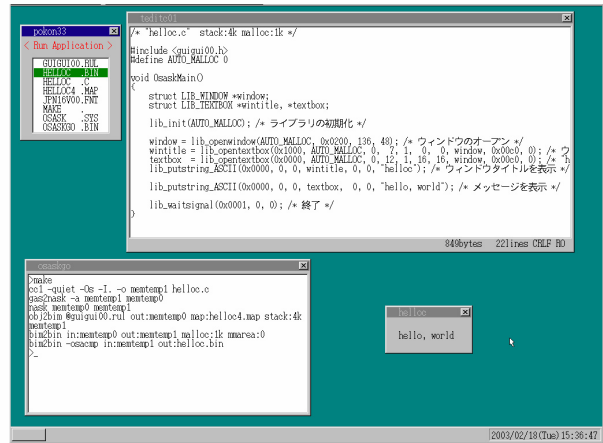 teditc01
/* "helloc.c"  stack:4k malloc:1k */
#include <guigui00.h>
#define AUTO_MALLOC 0
void OsaskMain()
{
struct LIB_WINDOW *window;
struct LIB_TEXTBOX *wintitle, *textbox;
lib_init(AUTO_MALLOC); /* ライブラリの初期化 */
window = lib_openwindow(AUTO_MALLOC, 0x0200, 136, 48); /* ウィンドウのオープン */
wintitle = lib_opentextbox(0x1000, AUTO_MALLOC, 0, 7, 1, 0, 0, window, 0x00c0, 0); /* ウ
textbox = lib_opentextbox(0x0000, AUTO_MALLOC, 0, 12, 1, 16, 16, window, 0x00c0, 0); /* "h
lib_putstring_ASCII(0x0000, 0, 0, wintitle, 0, 0, "helloc"); /* ウィンドウタイトルを表示 */
lib_putstring_ASCII(0x0000, 0, 0, textbox, 0, 0, "hello, world"); /* メッセージを表示 */
lib_waitsignal(0x0001, 0, 0); /* 終了 */
}
849bytes 22lines CRLF RO
pokon33
< Run Application >
GUIGUI00.RUL
HELLOC .BIN
HELLOC .C
HELLOC4 .MAP
JPN16V00.FNT
MAKE .
OSASK .SYS
OSASKGO .BIN
osaskgo
>make
cc1 -quiet -Os -I. -o memtemp1 helloc.c
gas2nask -a memtemp1 memtemp0
nask memtemp0 memtemp1
obj2bim @guigui00.rul out:memtemp0 map:helloc4.map stack:4k
memtemp1
bim2bin in:memtemp0 out:memtemp1 malloc:1k mmarea:0
bim2bin -osacmp in:memtemp1 out:helloc.bin
>_
helloc
hello, world
2003/02/18(Tue) 15:36:47